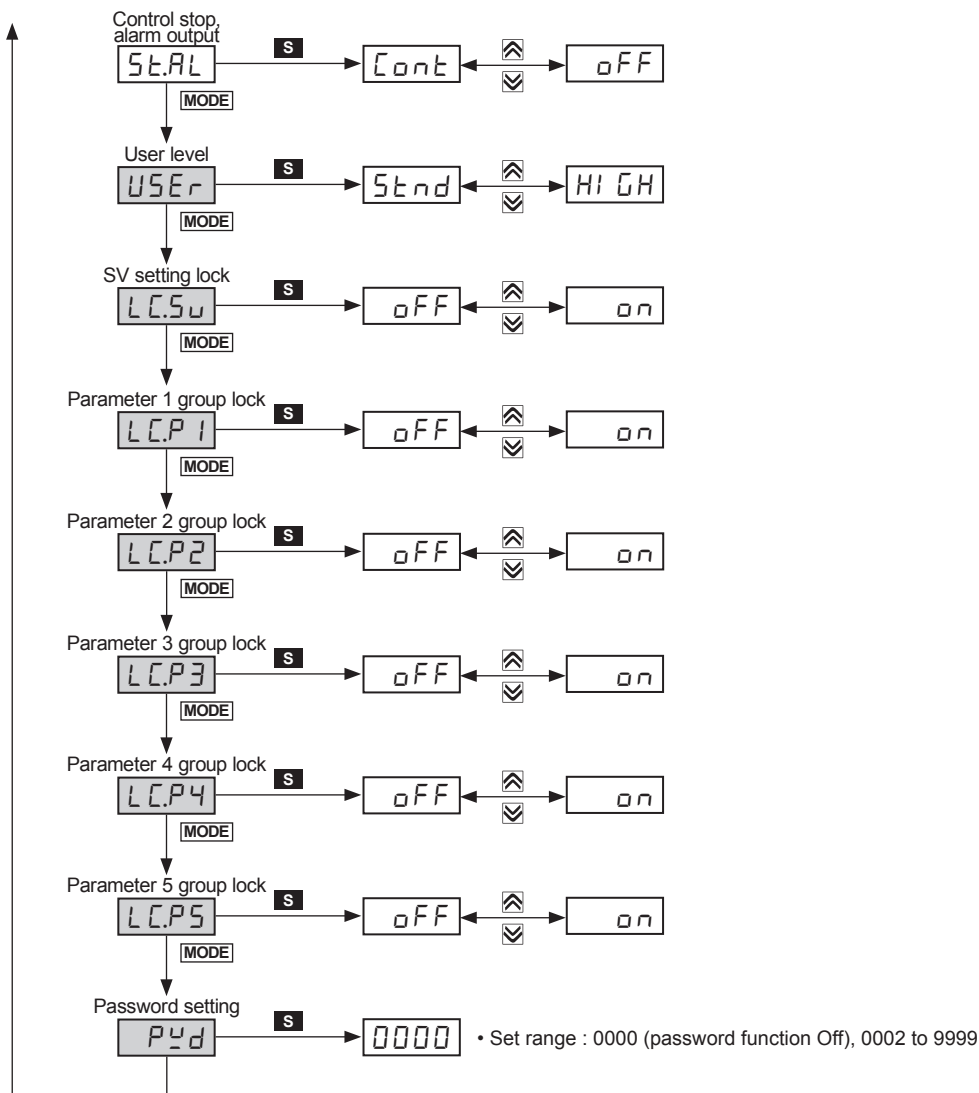 Control stop,
alarm output
St.AL S Cont oFF
MODE
User level
USEr S Stnd HIGH
MODE
SV setting lock
LC.Sv S oFF on
MODE
Parameter 1 group lock
LC.P1 S oFF on
MODE
Parameter 2 group lock
LC.P2 S oFF on
MODE
Parameter 3 group lock
LC.P3 S oFF on
MODE
Parameter 4 group lock
LC.P4 S oFF on
MODE
Parameter 5 group lock
LC.P5 S oFF on
MODE
Password setting
PWd S 0000 • Set range : 0000 (password function Off), 0002 to 9999